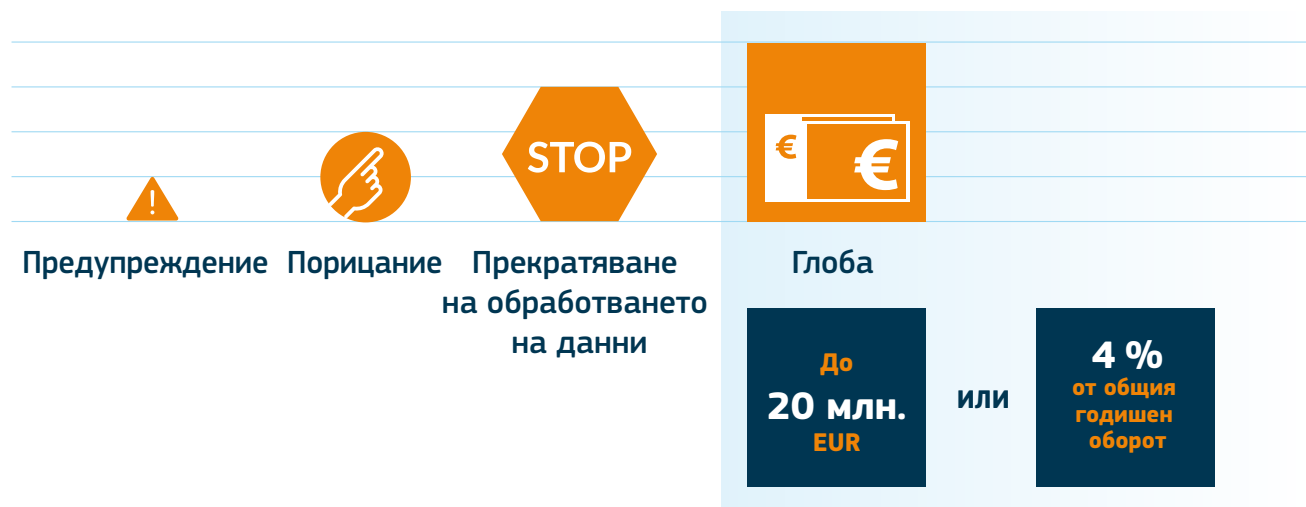 !
STOP
€
€
Предупреждение
Порицание
Прекратяване
на обработването
на данни
Глоба
До
20 млн.
EUR
или
4 %
от общия
годишен
оборот